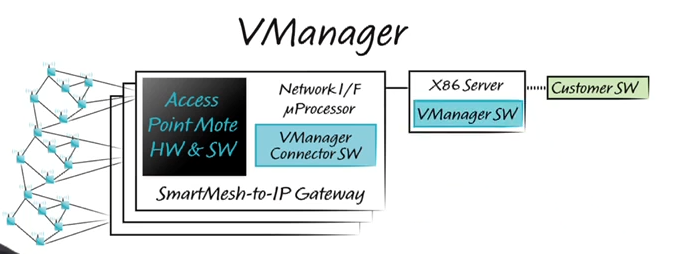 VManager
Access
Point Mote
HW & SW
Network I/F
µProcessor
VManager
Connector SW
SmartMesh-to-IP Gateway
X86 Server
VManager SW
Customer SW